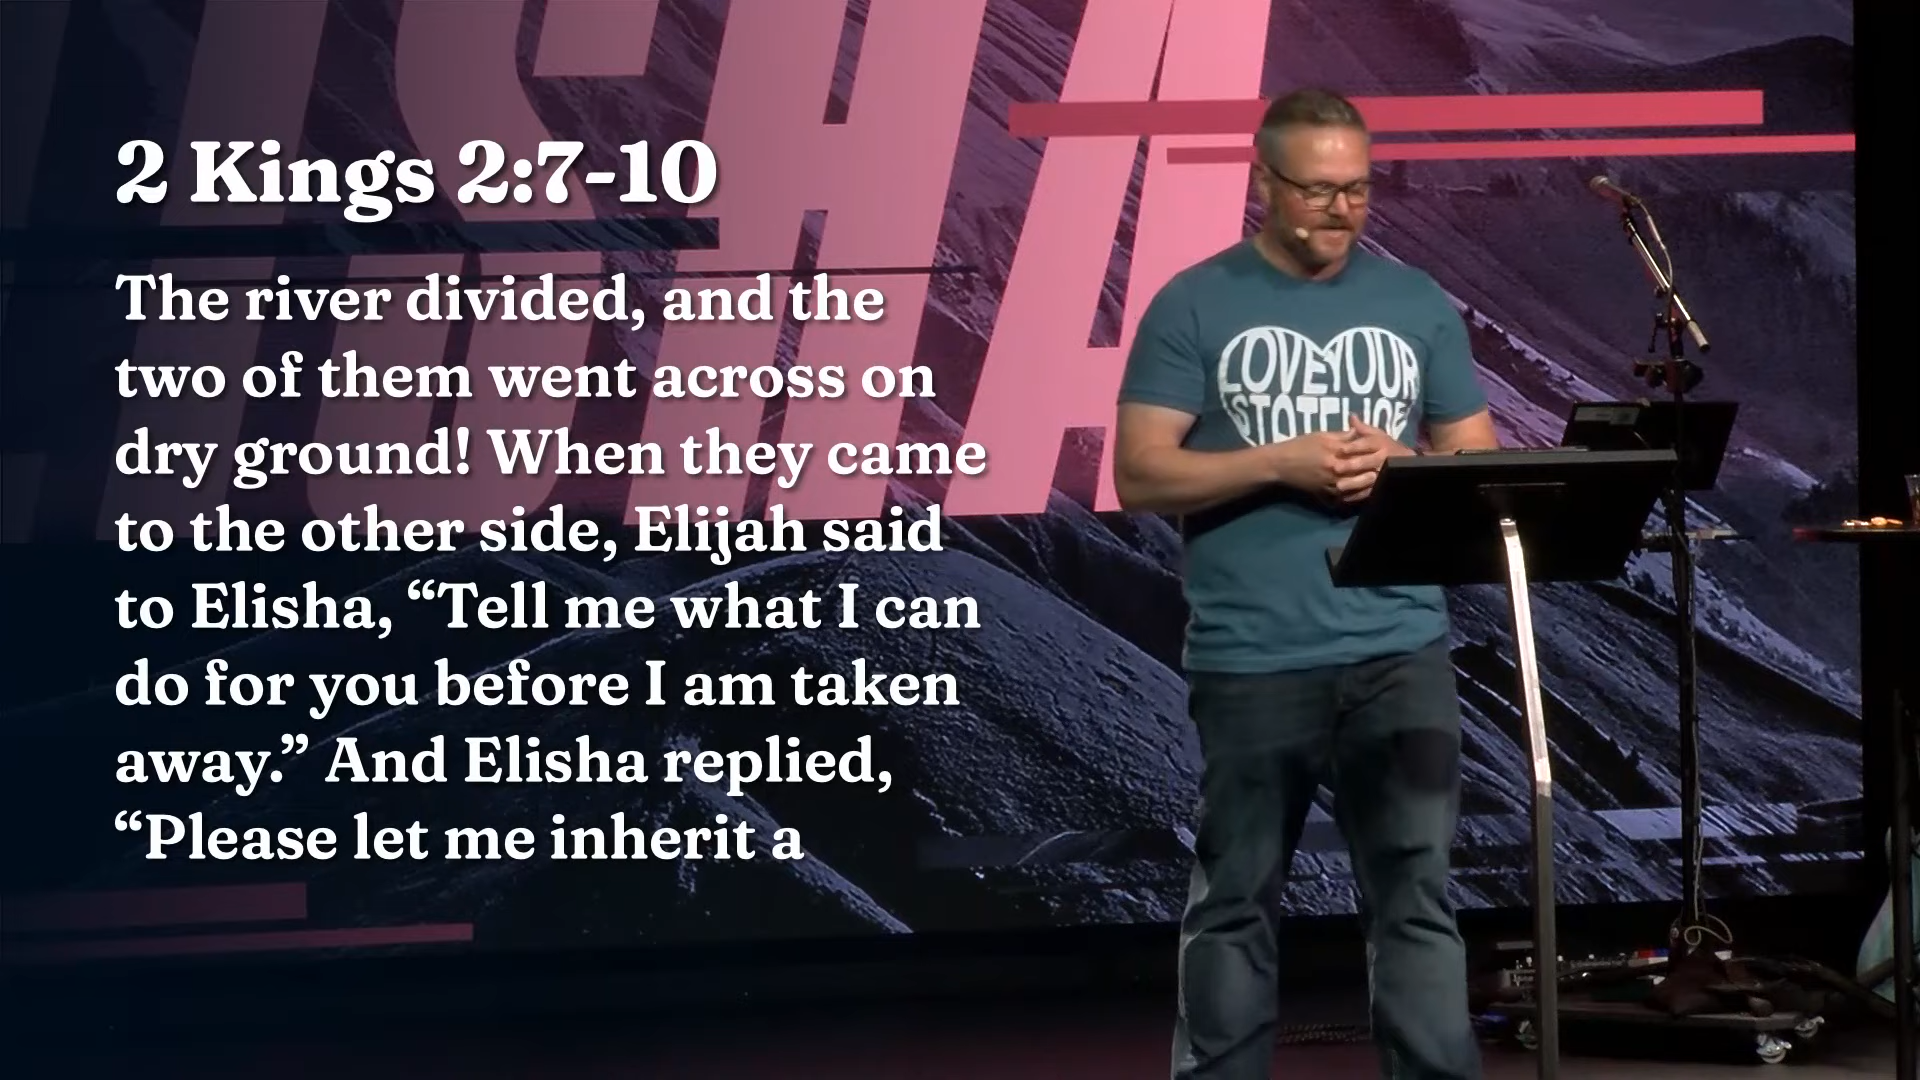 ISHA
2 Kings 2:7-10
The river divided, and the
two of them went across on
dry ground! When they came
to the other side, Elijah said
to Elisha, “Tell me what I can
do for you before I am taken
away.” And Elisha replied,
“Please let me inherit a
LOVE YOUR